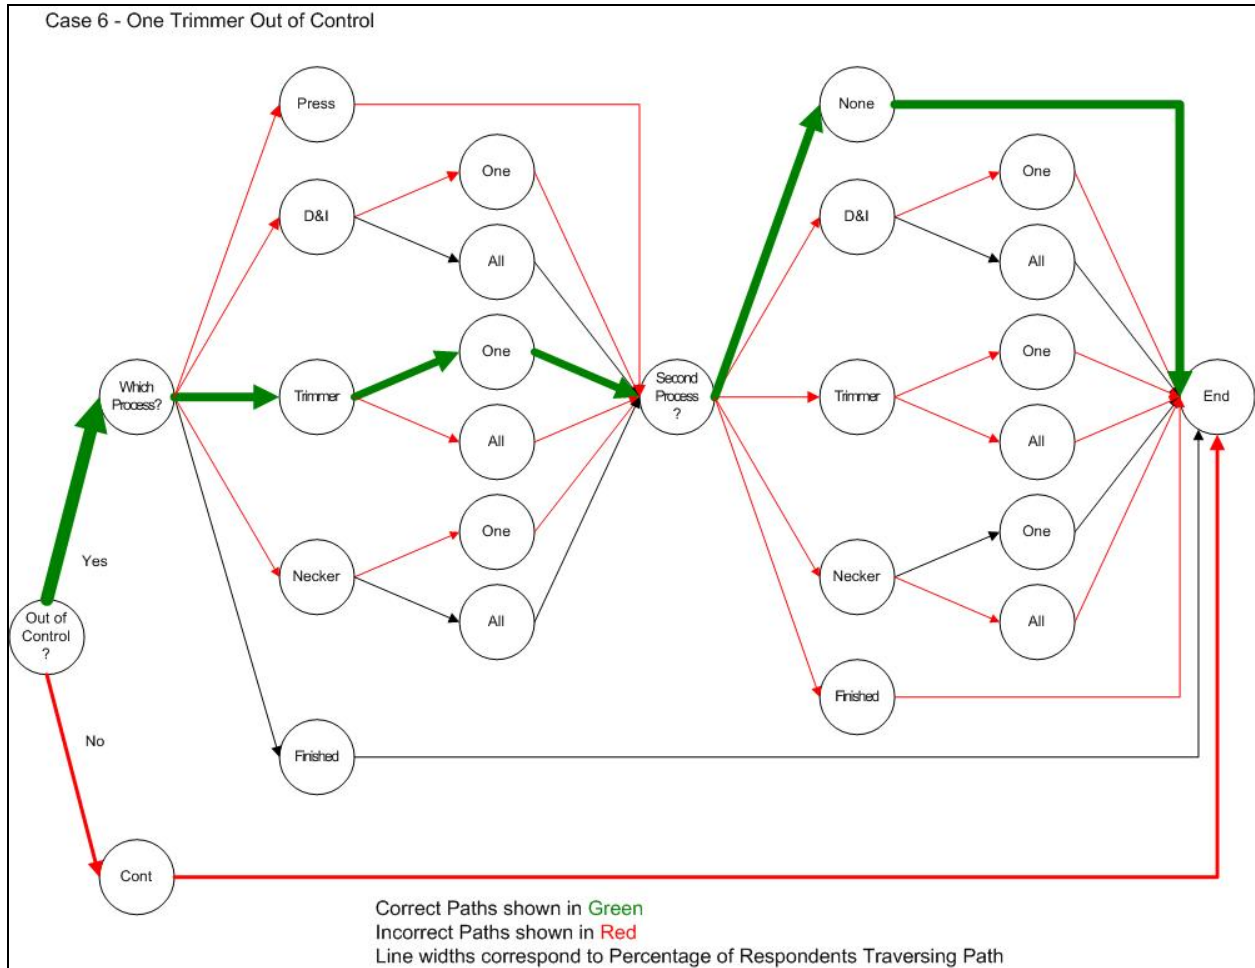 Case 6 - One Trimmer Out of Control
Press
None
One
One
D&I
D&I
All
All
One
One
Which
Process?
Trimmer
Second
Process
?
Trimmer
End
All
All
One
One
Yes
Necker
Necker
All
All
Out of
Control
?
Finished
No
Finished
Cont
Correct Paths shown in Green
Incorrect Paths shown in Red
Line widths correspond to Percentage of Respondents Traversing Path